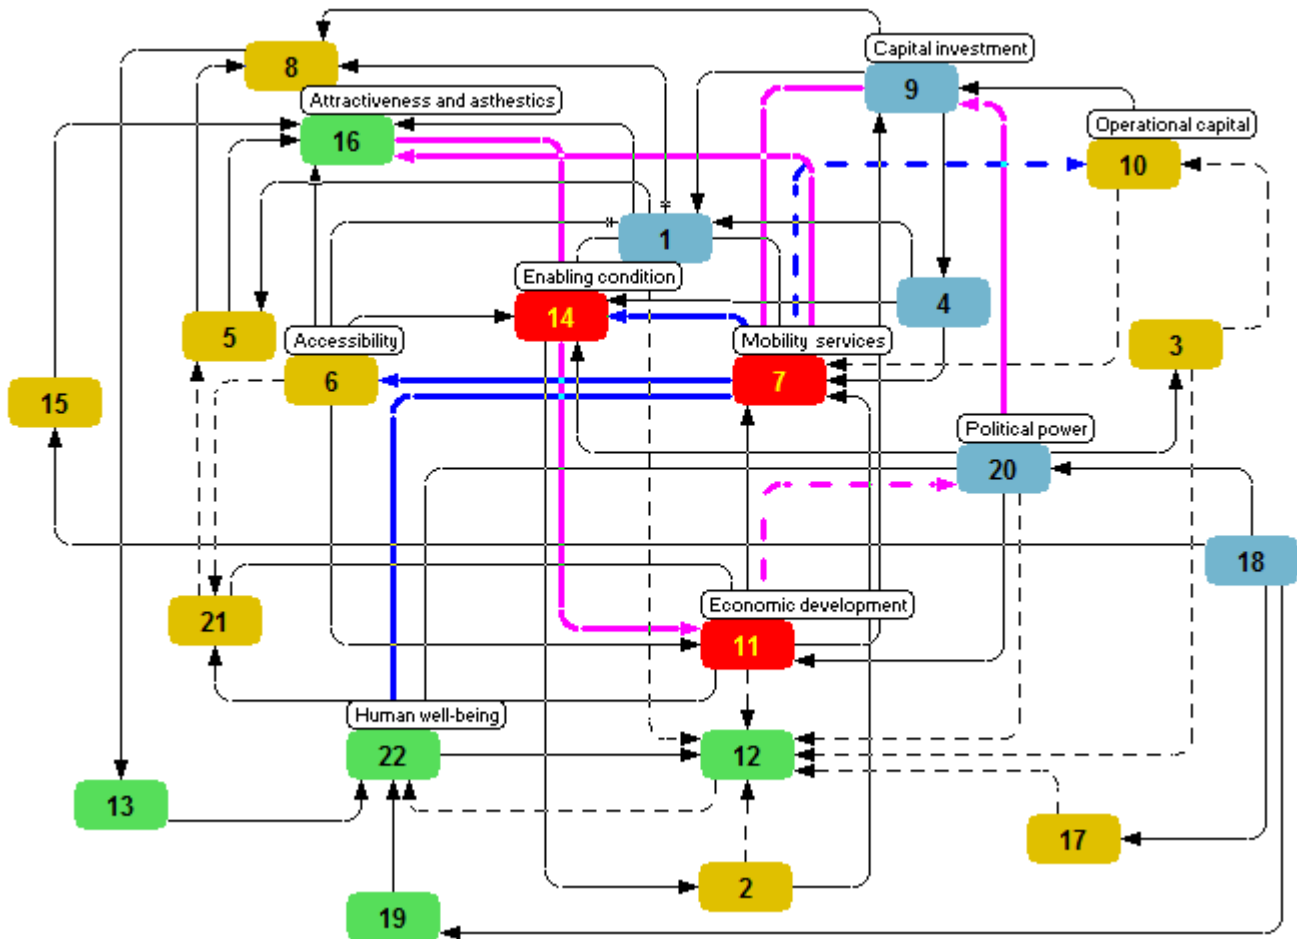 Capital investment
8
9
Attractiveness and asthestics
Operational capital
16
10
1
Enabling condition
4
14
5
Accessibility
Mobility services
3
6
7
15
Political power
20
18
Economic development
21
11
Human well-being
22
12
13
17
2
19